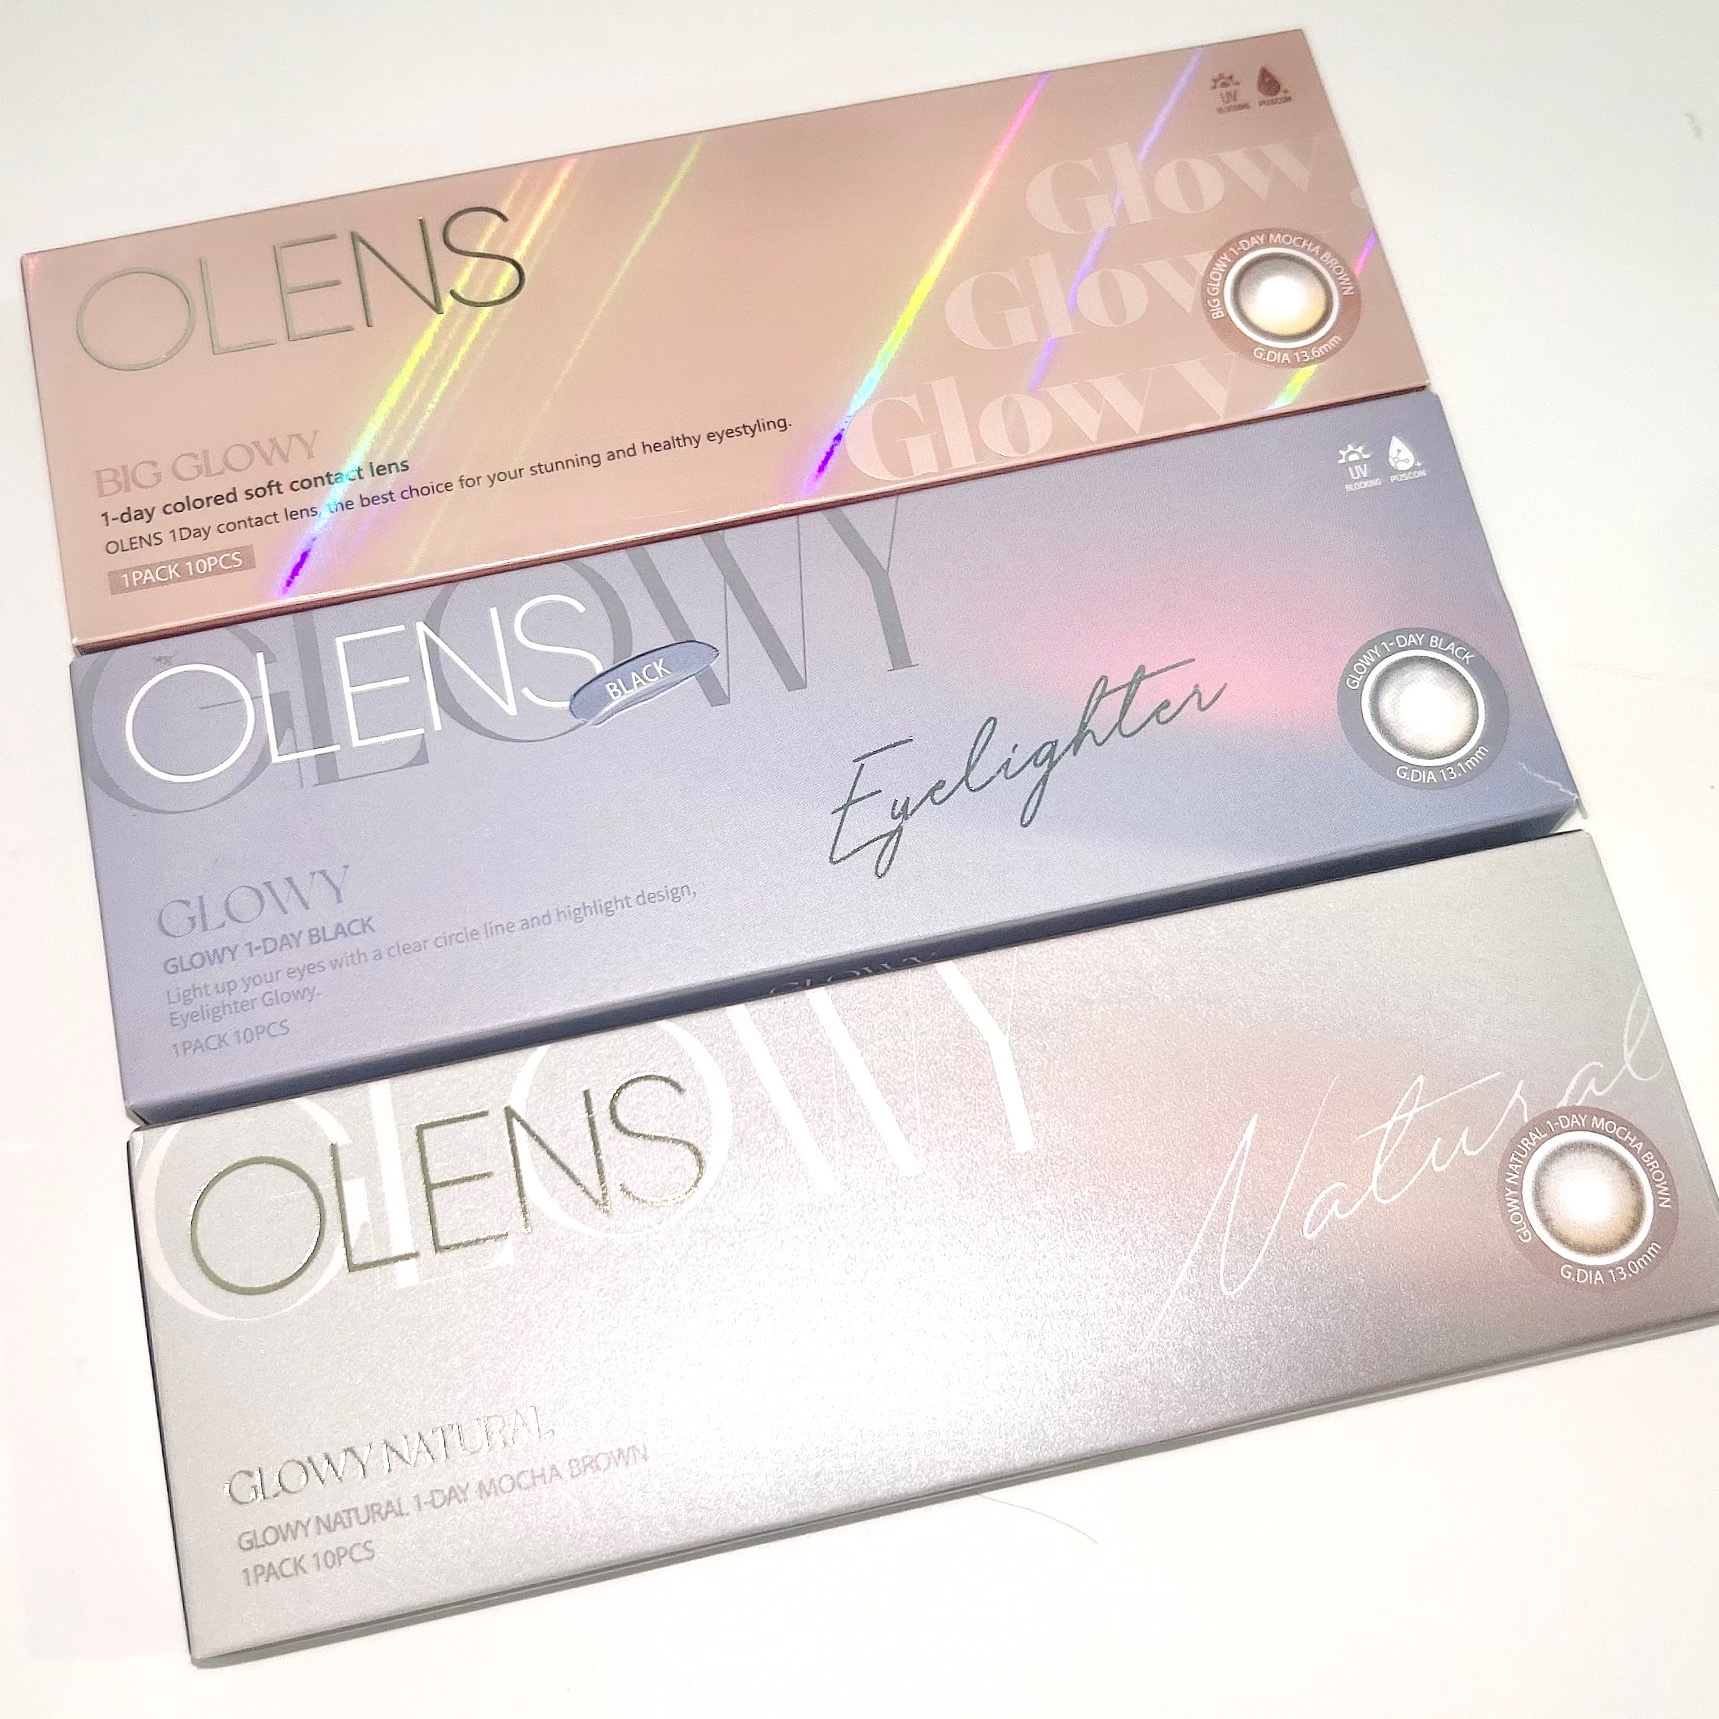 UV
BLOCKING
PUSCON
Glowy
Glowy
Glowy
OLENS
BIG GLOWY 1-DAY MOCHA BROWN
G.DIA 13.6mm
BIG GLOWY
1-day colored soft contact lens
OLENS 1Day contact lens, the best choice for your stunning and healthy eyestyling.
1PACK 10PCS
UV
BLOCKING
PUSCON
GLOWY
OLENS
BLACK
Eyelighter
GLOWY 1-DAY BLACK
G.DIA 13.1mm
GLOWY
GLOWY 1-DAY BLACK
Light up your eyes with a clear circle line and highlight design,
Eyelighter Glowy.
1PACK 10PCS
GLOWY
GLOWY
OLENS
Natural
GLOWY NATURAL 1-DAY MOCHA BROWN
G.DIA 13.0mm
GLOWY NATURAL
GLOWY NATURAL 1-DAY MOCHA BROWN
1PACK 10PCS